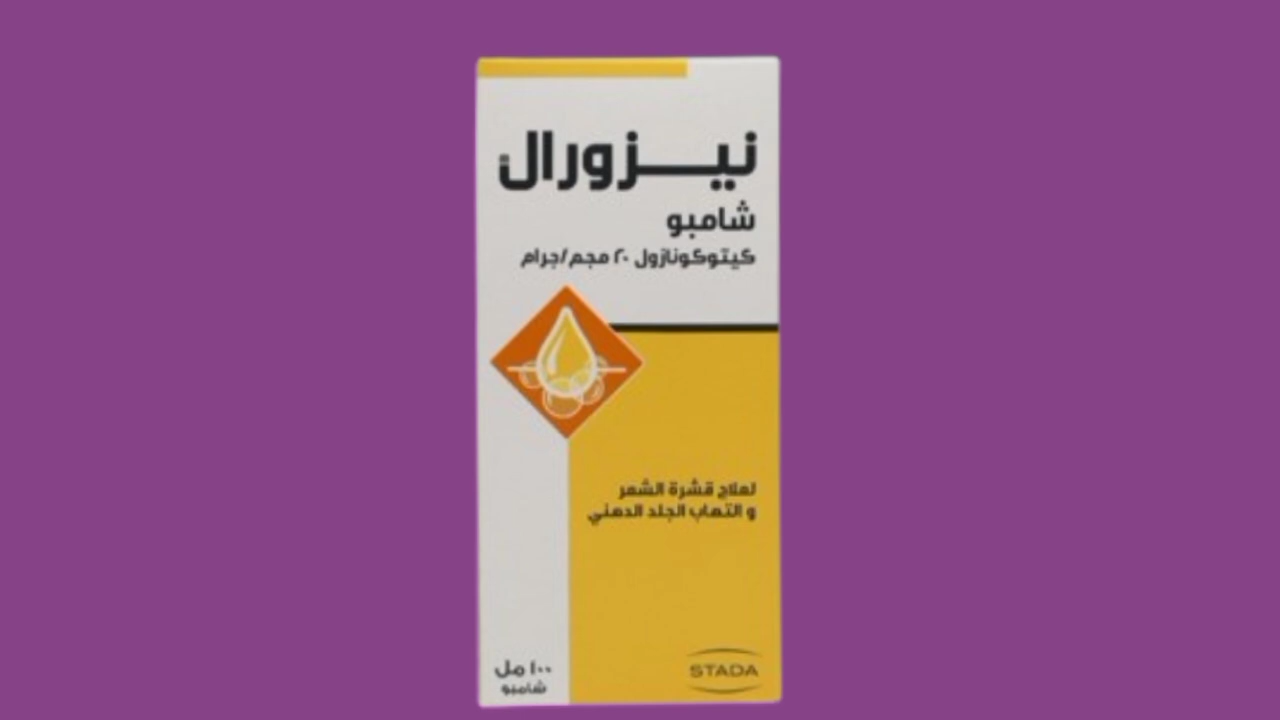 نيـــزورال
شامبو
كيتوكونازول ٢٠ مجم/جرام
لعلاج قشرة الشعر
و التهاب الجلد الدهني
١٠٠ مل
شامبو
STADA